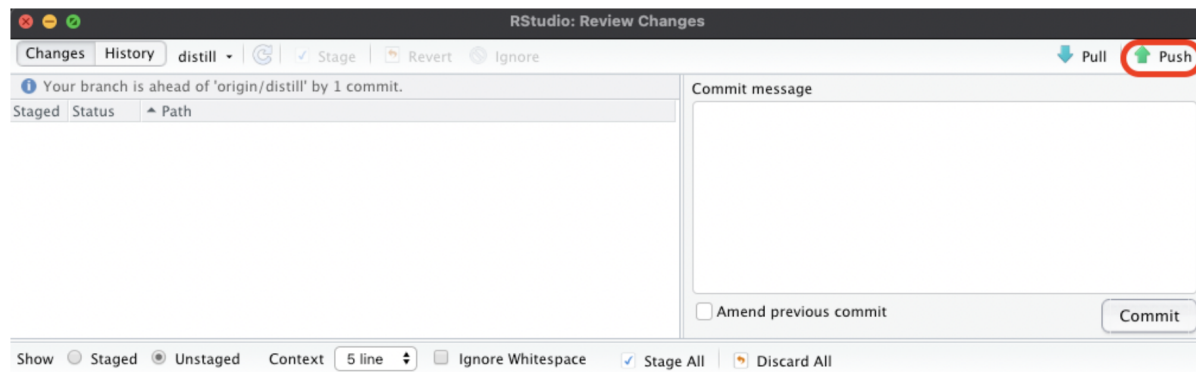 RStudio: Review Changes
Changes History distill Stage Revert Ignore Pull Push
Your branch is ahead of 'origin/distill' by 1 commit.
Commit message
Staged Status Path
Amend previous commit
Commit
Show Staged Unstaged Context 5 line Ignore Whitespace Stage All Discard All